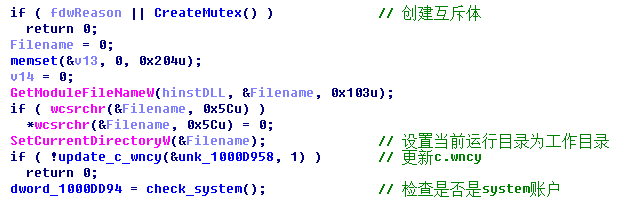 if ( fdwReason || CreateMutex() ) // 创建互斥体
return 0;
Filename = 0;
memset(&v13, 0, 0x204u);
v14 = 0;
GetModuleFileNameW(hinstDLL, &Filename, 0x103u);
if ( wcsrchr(&Filename, 0x5Cu) )
*wcsrchr(&Filename, 0x5Cu) = 0;
SetCurrentDirectoryW(&Filename); // 设置当前运行目录为工作目录
if ( !update_c_wncy(&unk_1000D958, 1) ) // 更新c.wncy
return 0;
dword_1000DD94 = check_system(); // 检查是否是system账户